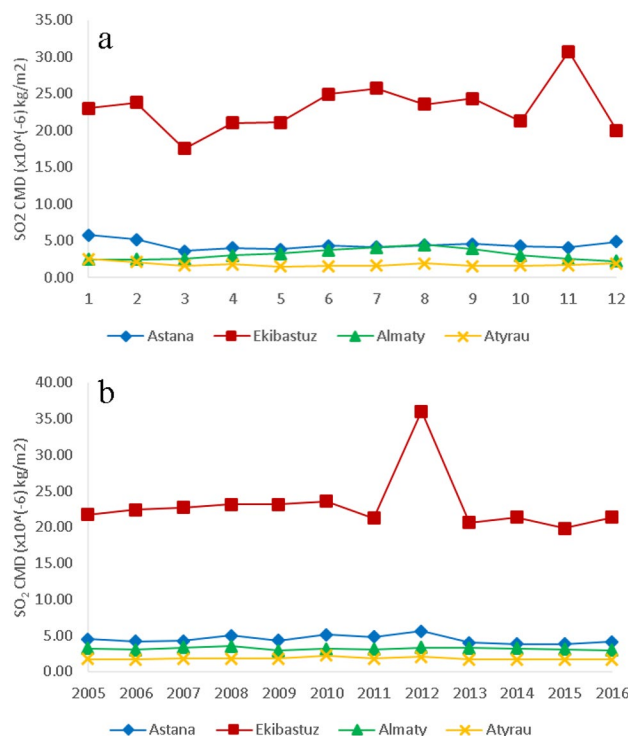 a
SO2 CMD (x10^(-6) kg/m2)
35.00
30.00
25.00
20.00
15.00
10.00
5.00
0.00
1 2 3 4 5 6 7 8 9 10 11 12
Astana Ekibastuz Almaty Atyrau
b
SO₂ CMD (x10^(-6) kg/m2)
40.00
35.00
30.00
25.00
20.00
15.00
10.00
5.00
0.00
2005 2006 2007 2008 2009 2010 2011 2012 2013 2014 2015 2016
Astana Ekibastuz Almaty Atyrau